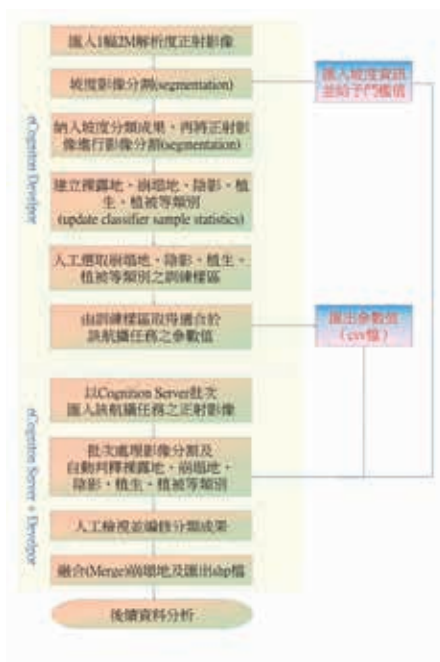 匯入1幅2M解析度正射影像
坡度影像分割(segmentation)
匯入坡度資訊
並給予門檻值
納入坡度分類成果，再將正射影
像進行影像分割(segmentation)
建立裸露地，崩塌地，陰影，植
生，植被等類別
(update classifier sample statistics)
人工選取崩塌地，陰影，植生，
植被等類別之訓練樣區
由訓練樣區取得適合於
該航攝任務之參數值
匯出參數值
(csv檔)
eCogniton Develpor
以Cognition Server批次
匯入該航攝任務之正射影像
批次處理影像分割及
自動判釋裸露地，崩塌地，
陰影，植生，植被等類別
人工檢視並編修分類成果
融合(Merge)崩塌地及匯出shp檔
eCogniton Server + Develpor
後續資料分析